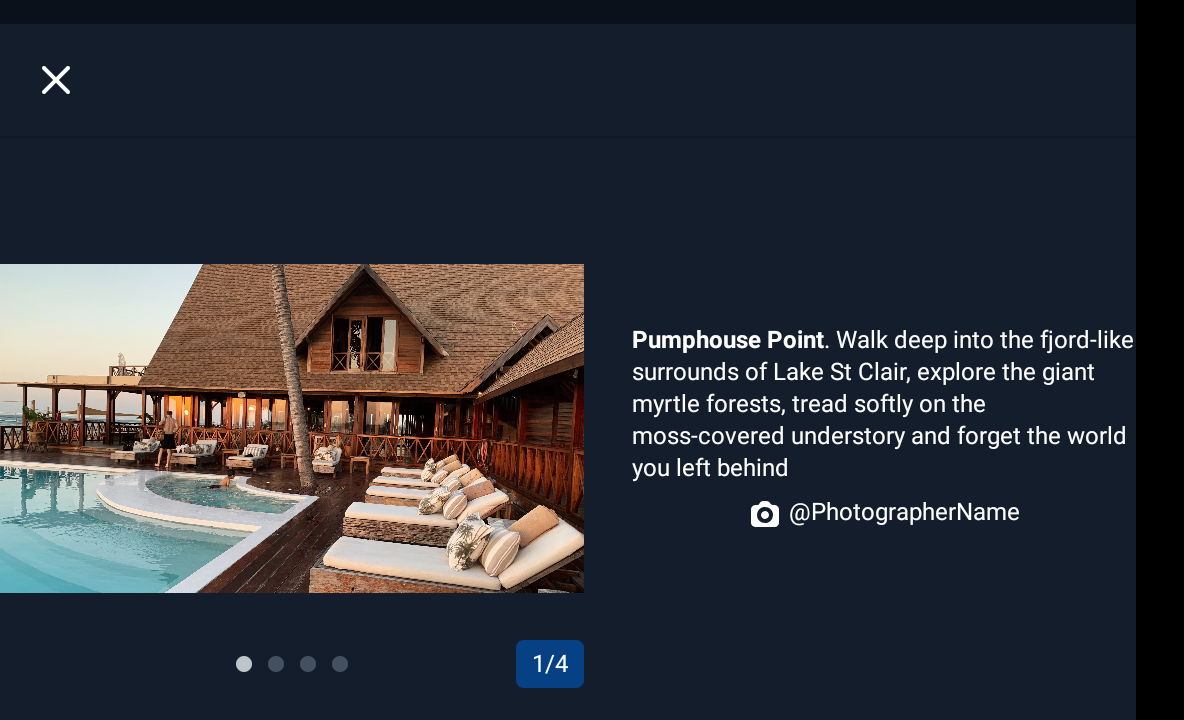 Pumphouse Point. Walk deep into the fjord-like
surrounds of Lake St Clair, explore the giant
myrtle forests, tread softly on the
moss-covered understory and forget the world
you left behind
@PhotographerName
1/4